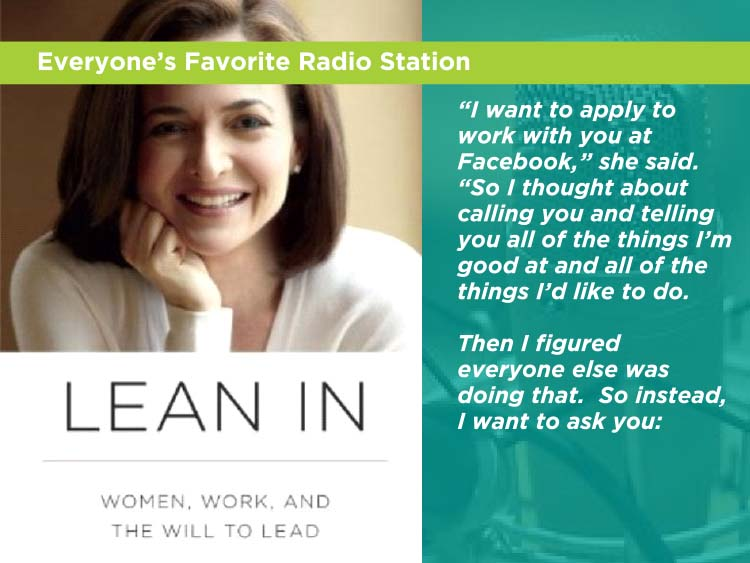 Everyone’s Favorite Radio Station
“I want to apply to
work with you at
Facebook,” she said.
“So I thought about
calling you and telling
you all of the things I’m
good at and all of the
things I’d like to do.
Then I figured
everyone else was
doing that.  So instead,
I want to ask you:
LEAN IN
WOMEN, WORK, AND
THE WILL TO LEAD